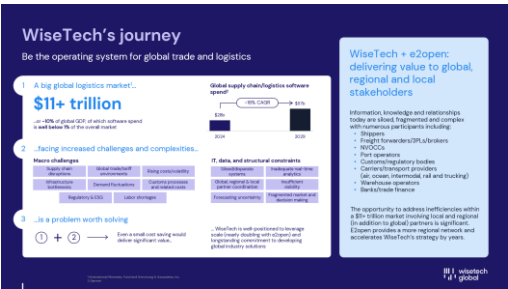 WiseTech's journey
Be the operating system for global trade and logistics
1 A big global logistics market¹...
$11+ trillion
...or ~10% of global GDP, of which software
spend is well below 1% of the overall market
Global supply chain/logistics software
spend²
~16% CAGR
2024
2029
2 ...facing increased challenges and complexities...
Macro challenges
Supply chain
disruptions
Global trade/tariff
environments
Rising costs/volatility
Infrastructure
bottlenecks
Demand fluctuations
Customs processes
and related costs
Regulatory & ESG
Labor shortages
IT, data, and structural constraints
Siloed/disparate
systems
Inadequate real-time
analytics
Global, regional & local
partner coordination
Insufficient
visibility
Forecasting uncertainty
Fragmented market and
decision making
3 ...is a problem worth solving
1 + 2
Even a small cost saving would
deliver significant value...
... WiseTech is well-positioned to leverage
scale (nearly doubling with e2open) and
longstanding commitment to developing
global industry solutions
WiseTech + e2open:
delivering value to global,
regional and local
stakeholders
Information, knowledge and relationships
today are siloed, fragmented and complex
with numerous participants including:
• Shippers
• Freight forwarders/3PLs/brokers
• NVOCCs
• Port operators
• Customs/regulatory bodies
• Carriers/transport providers
(air, ocean, intermodal, rail and trucking)
• Warehouse operators
• Banks/trade finance
The opportunity to address inefficiencies within
a $11+ trillion market involving local and regional
(in addition to global) partners is significant.
E2open provides a more regional network and
accelerates WiseTech's strategy by years.
wisetech
global